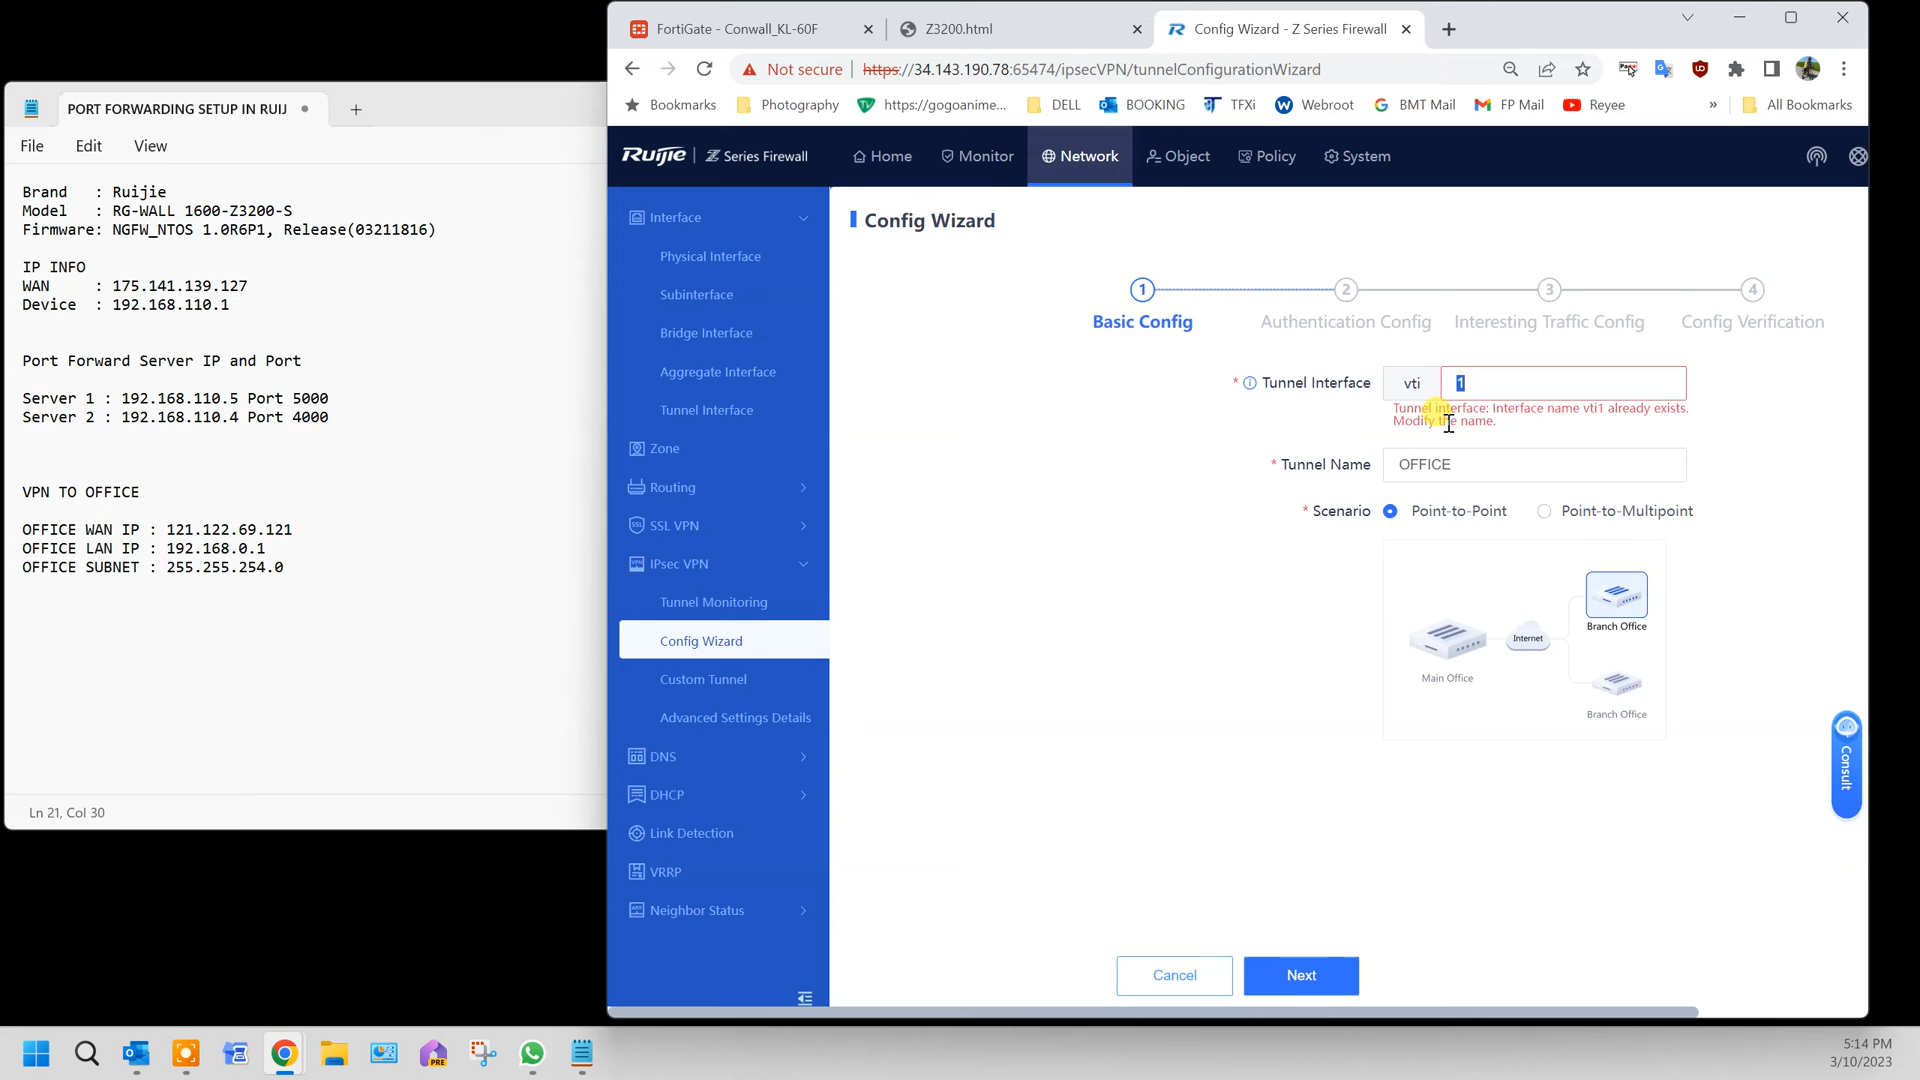 FortiGate - Conwall_KL-60F
Z3200.html
Config Wizard - Z Series Firewall
Not secure
https://34.143.190.78:65474/ipsecVPN/tunnelConfigurationWizard
Bookmarks
Photography
https://gogoanime...
DELL
BOOKING
TFXi
Webroot
BMT Mail
FP Mail
Reyee
»
All Bookmarks
PORT FORWARDING SETUP IN RUIJ
File
Edit
View
Brand : Ruijie
Model : RG-WALL 1600-Z3200-S
Firmware: NGFW_NTOS 1.0R6P1, Release(03211816)
IP INFO
WAN : 175.141.139.127
Device : 192.168.110.1
Port Forward Server IP and Port
Server 1 : 192.168.110.5 Port 5000
Server 2 : 192.168.110.4 Port 4000
VPN TO OFFICE
OFFICE WAN IP : 121.122.69.121
OFFICE LAN IP : 192.168.0.1
OFFICE SUBNET : 255.255.254.0
Ln 21, Col 30
Ruijie | Z Series Firewall
Home
Monitor
Network
Object
Policy
System
Interface
Physical Interface
Subinterface
Bridge Interface
Aggregate Interface
Tunnel Interface
Zone
Routing
SSL VPN
IPsec VPN
Tunnel Monitoring
Config Wizard
Custom Tunnel
Advanced Settings Details
DNS
DHCP
Link Detection
VRRP
Neighbor Status
Config Wizard
1
2
3
4
Basic Config
Authentication Config
Interesting Traffic Config
Config Verification
* Tunnel Interface
vti
1
Tunnel interface: Interface name vti1 already exists.
Modify the name.
* Tunnel Name
OFFICE
* Scenario
Point-to-Point
Point-to-Multipoint
Main Office
Internet
Branch Office
Branch Office
Consult
Cancel
Next
PRE
5:14 PM
3/10/2023